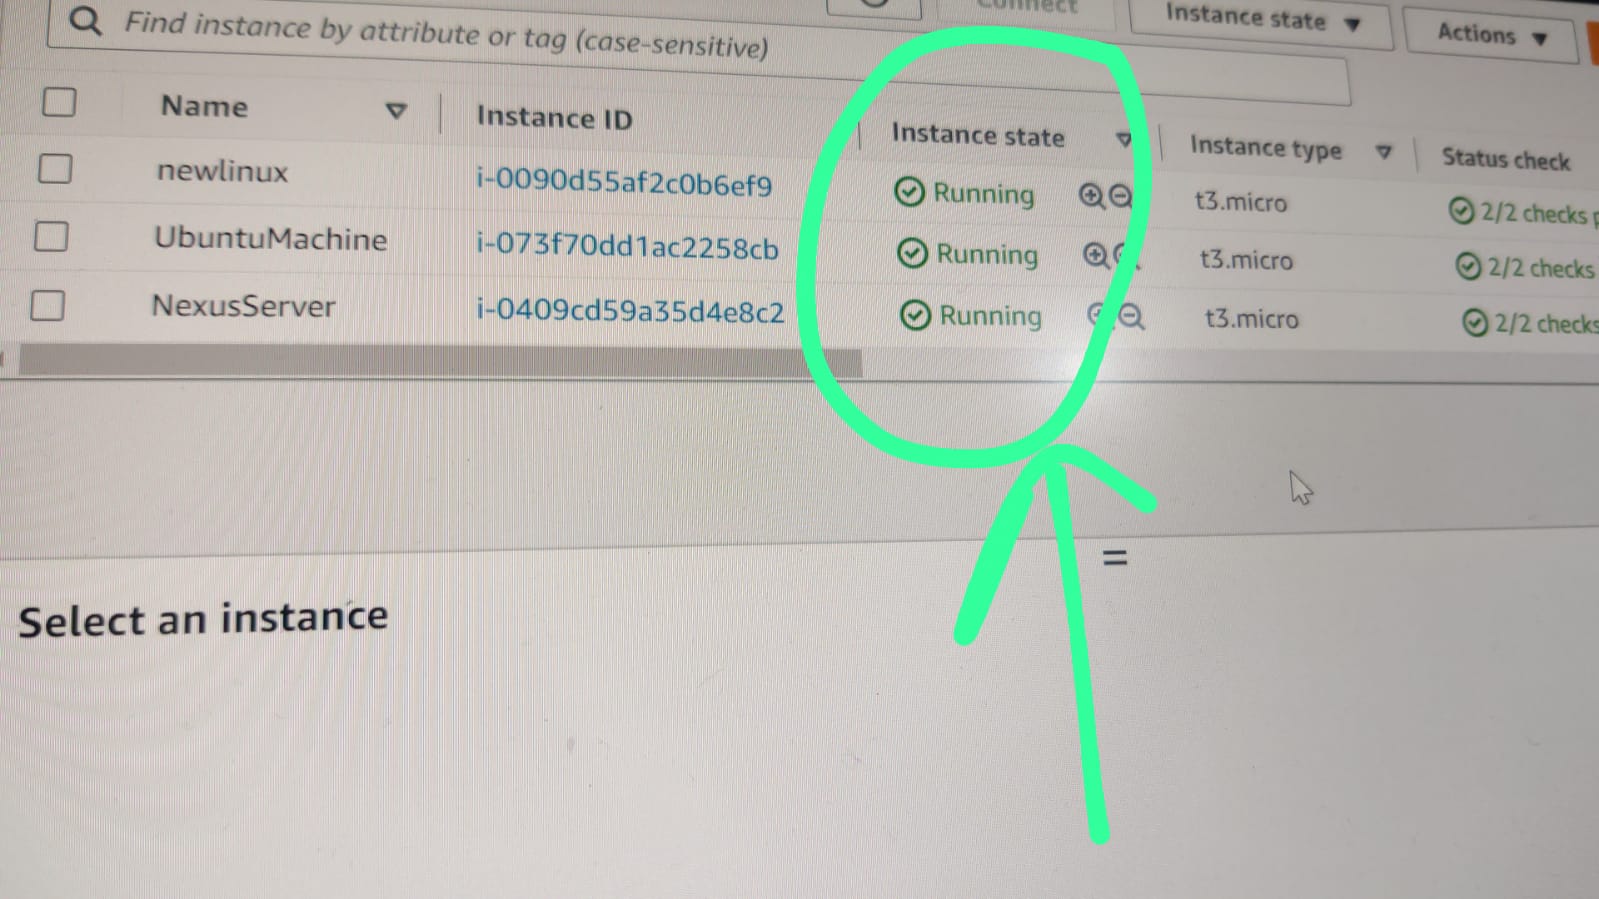 Find instance by attribute or tag (case-sensitive) Connect Instance state Actions
Name Instance ID Instance state Instance type Status check
newlinux i-0090d55af2c0b6ef9 Running t3.micro 2/2 checks
UbuntuMachine i-073f70dd1ac2258cb Running t3.micro 2/2 checks
NexusServer i-0409cd59a35d4e8c2 Running t3.micro 2/2 checks
=
Select an instance